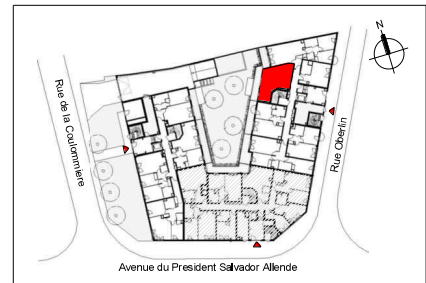 N
Rue de la Coulommiere
Rue Oberlin
Avenue du President Salvador Allende